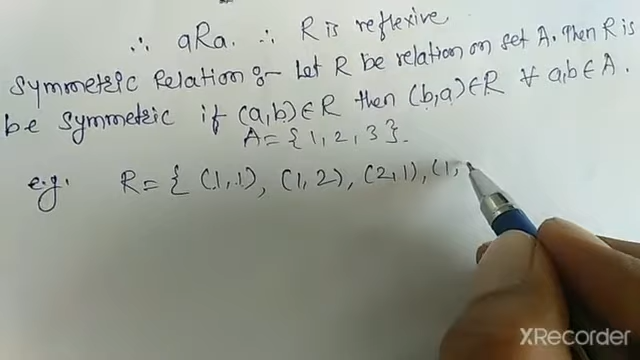 ∴ aRa. ∴ R is reflexive
Symmetric Relation :- Let R be relation on set A. Then R is
be symmetric if (a,b) ∈ R then (b,a) ∈ R ∀ a,b ∈ A.
A = {1, 2, 3}.
e.g. R = { (1,1), (1,2), (2,1), (1,
XRecorder